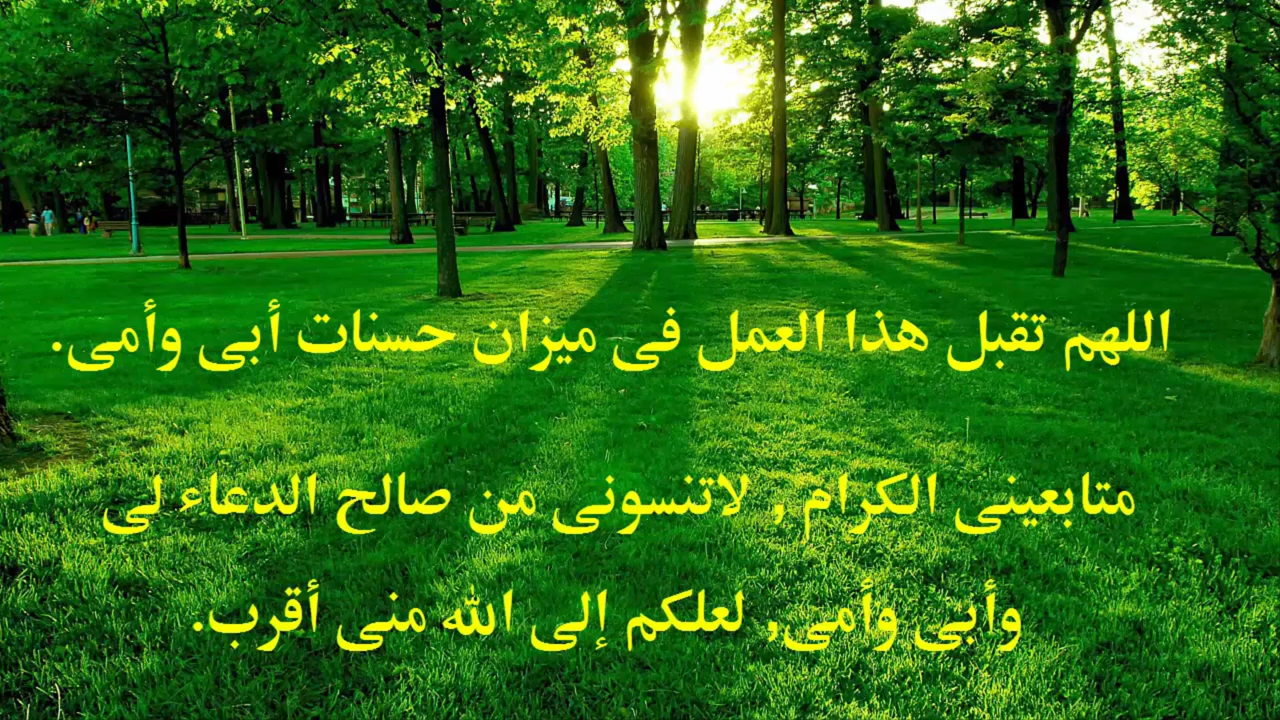 اللهم تقبل هذا العمل فى ميزان حسنات أبى وأمى.
متابعينى الكرام , لاتنسونى من صالح الدعاء لى
وأبى وأمى, لعلكم إلى الله منى أقرب.